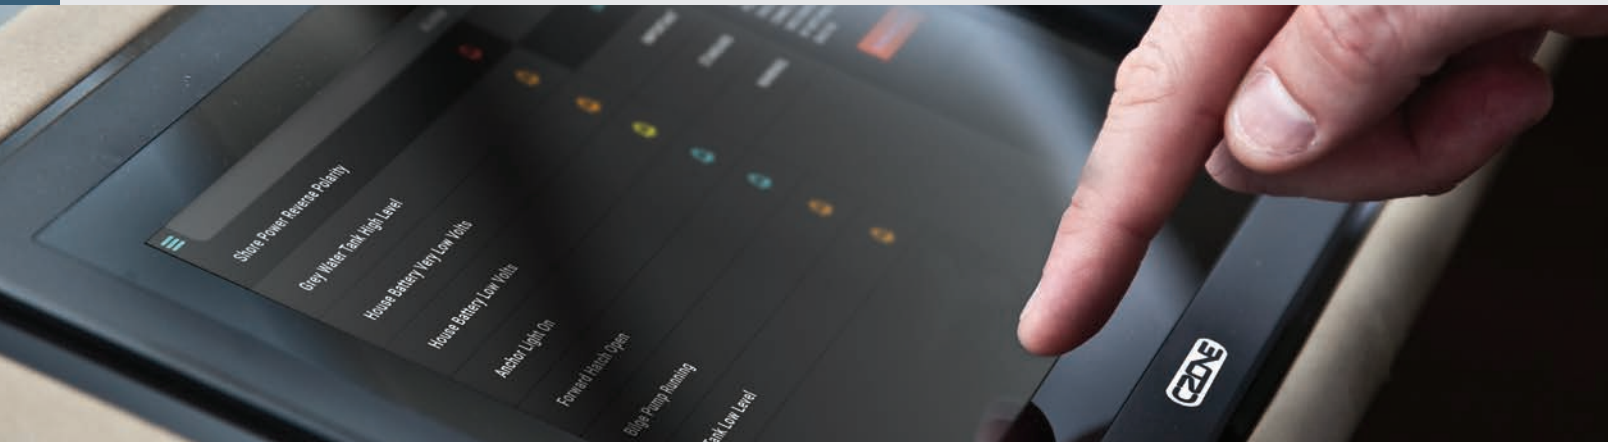 Shore Power Reverse Polarity
Grey Water Tank High Level
House Battery Very Low Volts
House Battery Low Volts
Anchor Light On
Forward Hatch Open
Bilge Pump Running
Tank Low Level
CZONE